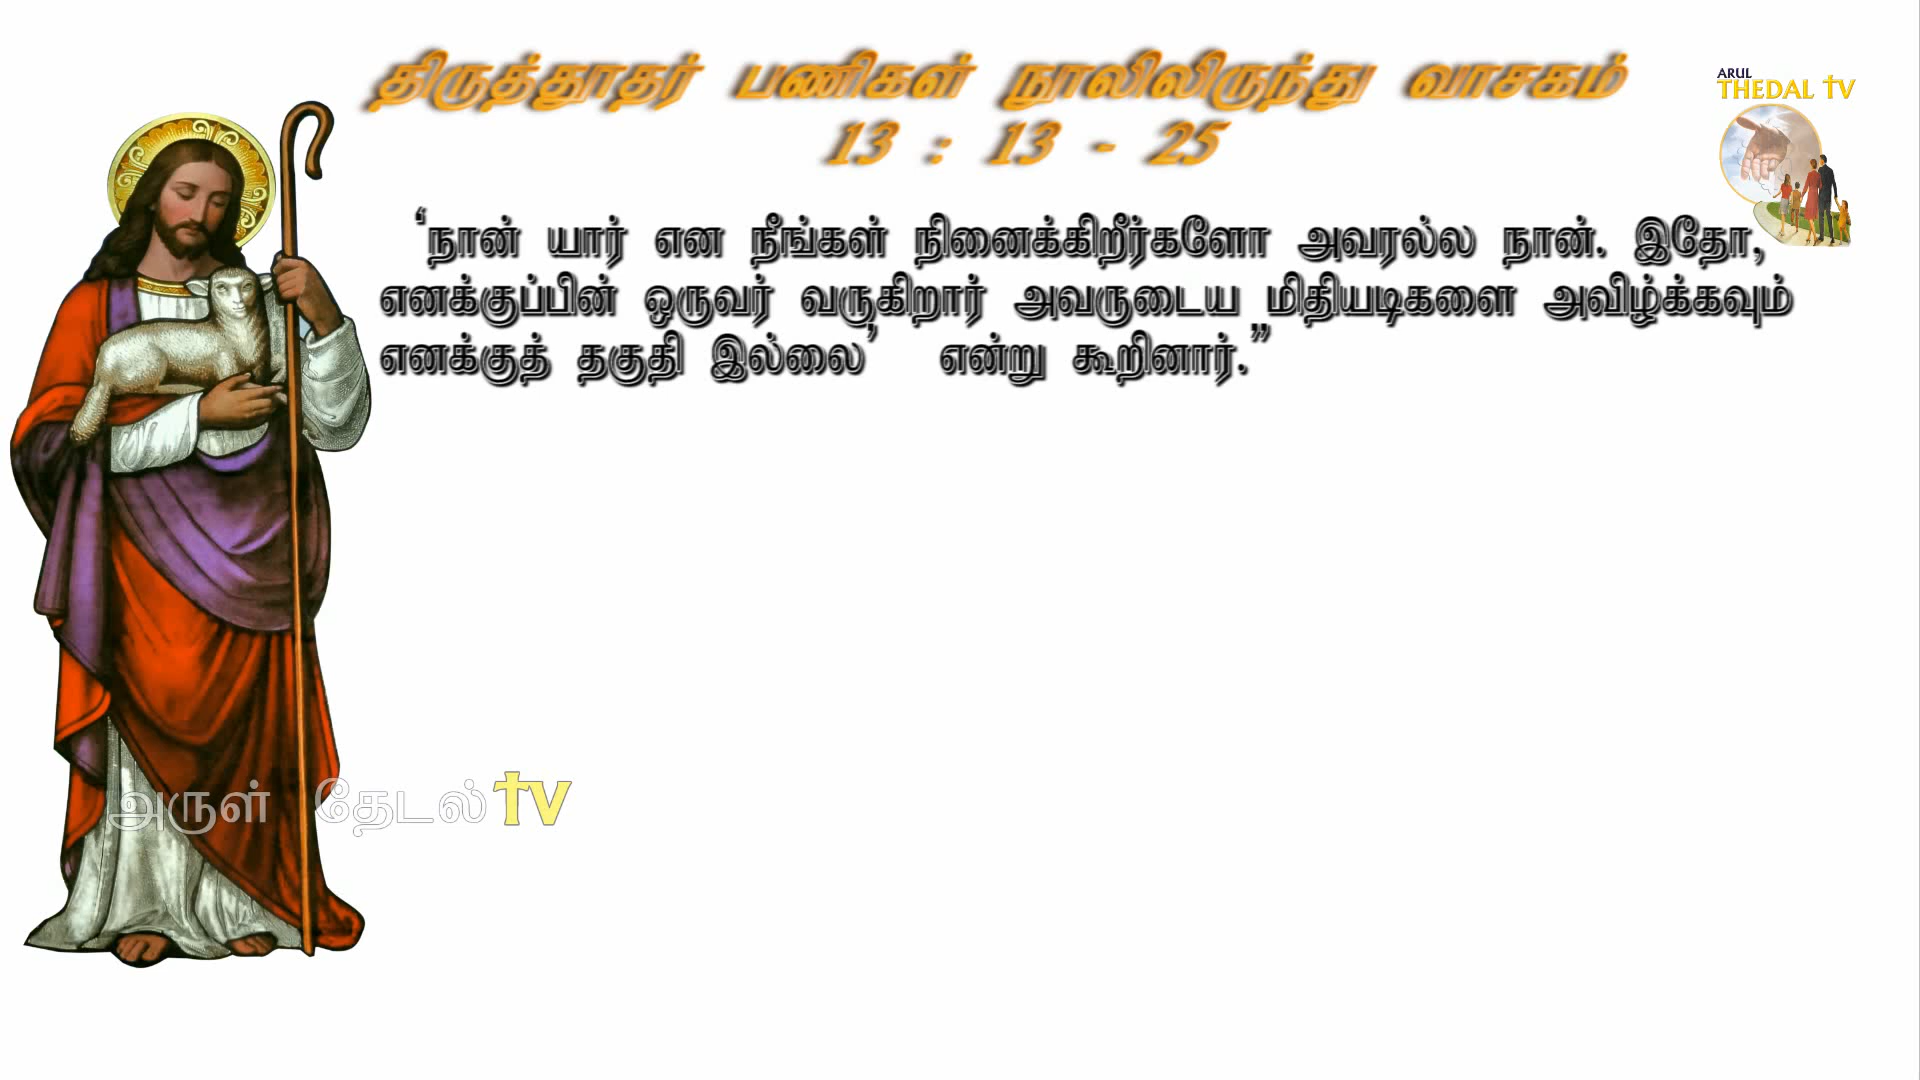 திருத்தூதர் பணிகள் நூலிலிருந்து வாசகம்
13 : 13 - 25
ARUL
THEDAL TV
‘நான் யார் என நீங்கள் நினைக்கிறீர்களோ அவரல்ல நான். இதோ,
எனக்குப்பின் ஒருவர் வருகிறார் அவருடைய மிதியடிகளை அவிழ்க்கவும்
எனக்குத் தகுதி இல்லை’ என்று கூறினார்.”
அருள் தேடல் TV